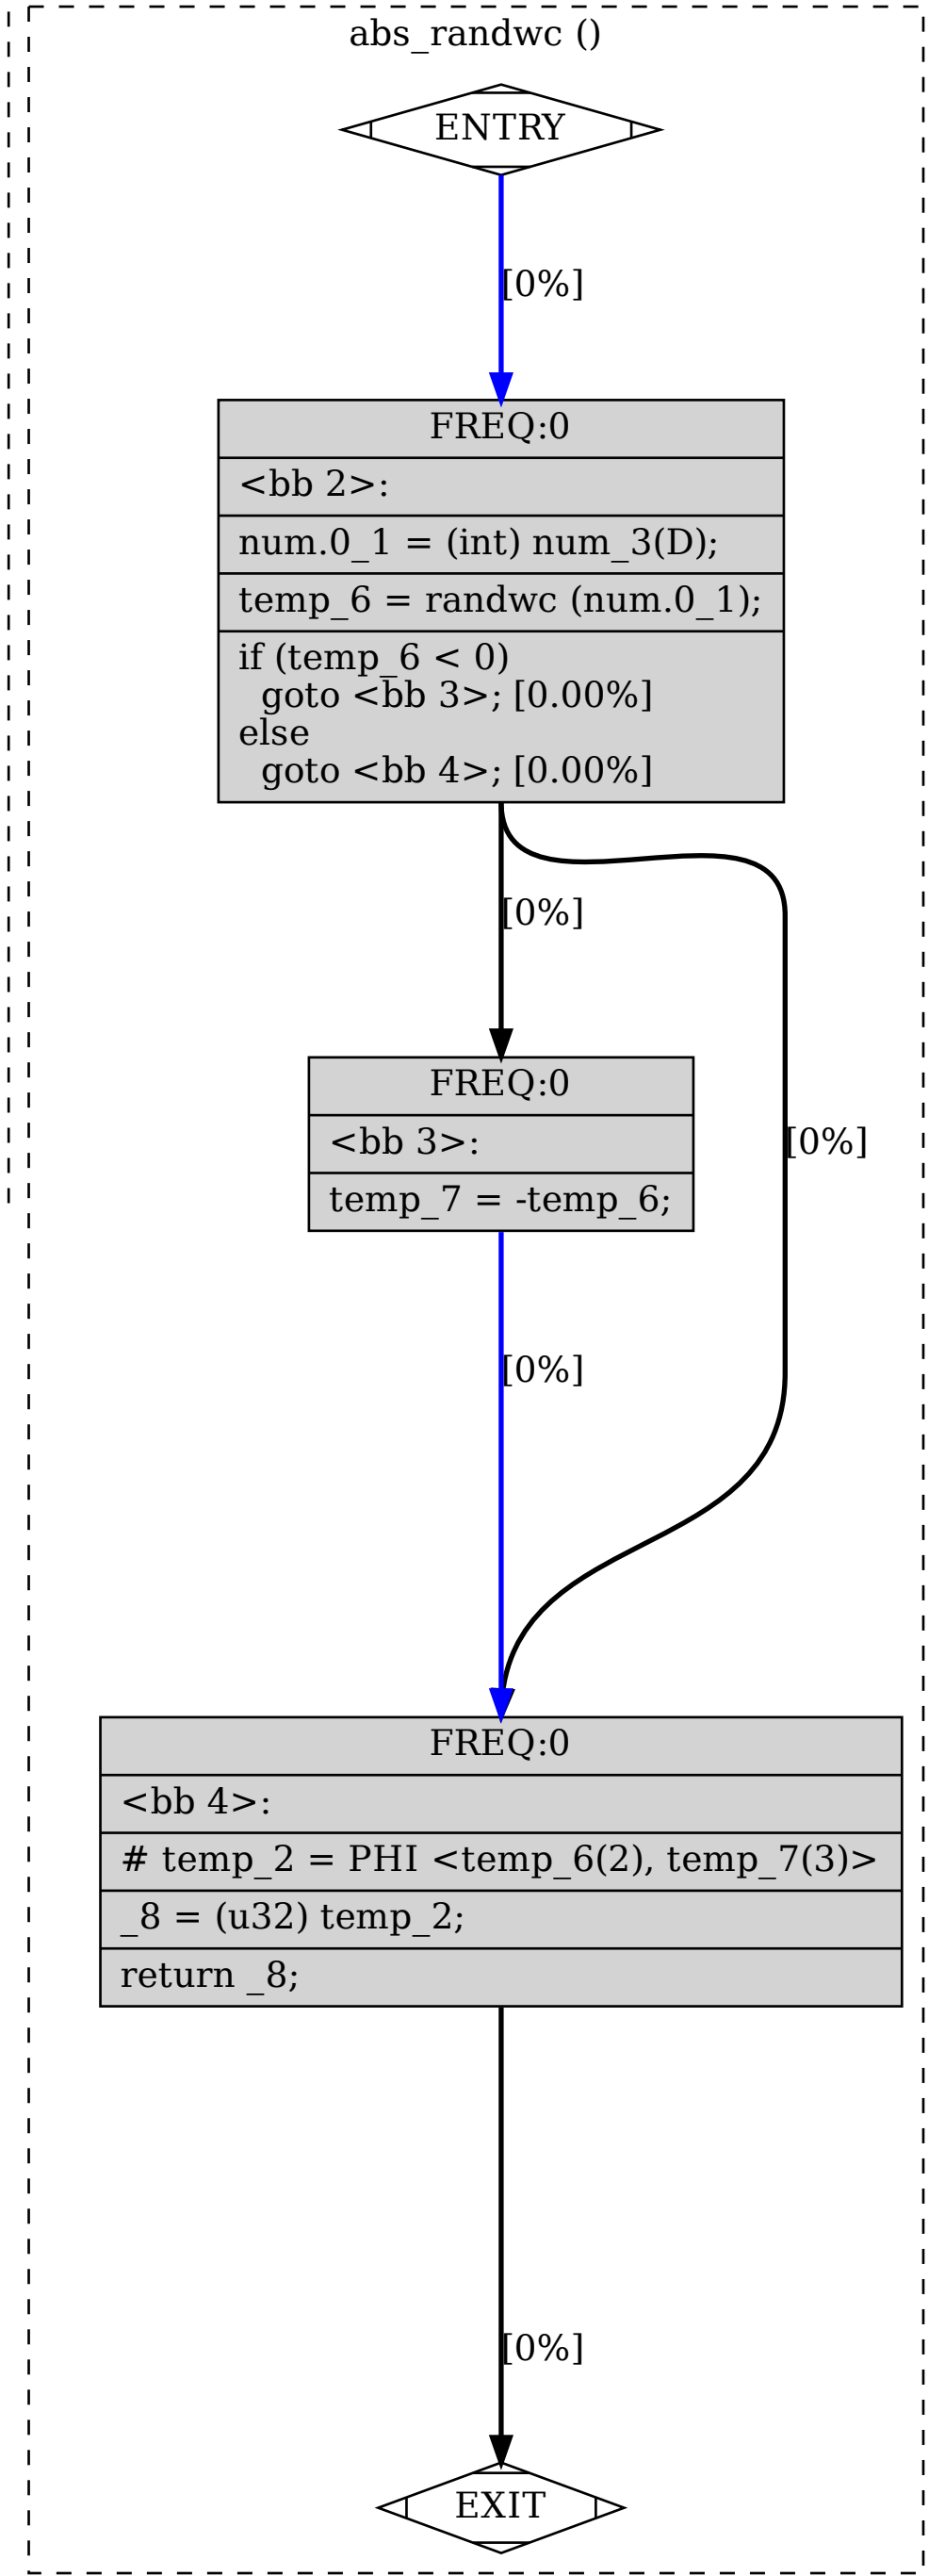 abs_randwc ()
ENTRY
[0%]
FREQ:0
<bb 2>:
num.0_1 = (int) num_3(D);
temp_6 = randwc (num.0_1);
if (temp_6 < 0)
goto <bb 3>; [0.00%]
else
goto <bb 4>; [0.00%]
[0%]
FREQ:0
<bb 3>:
[0%]
temp_7 = -temp_6;
[0%]
FREQ:0
<bb 4>:
# temp_2 = PHI <temp_6(2), temp_7(3)>
_8 = (u32) temp_2;
return _8;
[0%]
EXIT